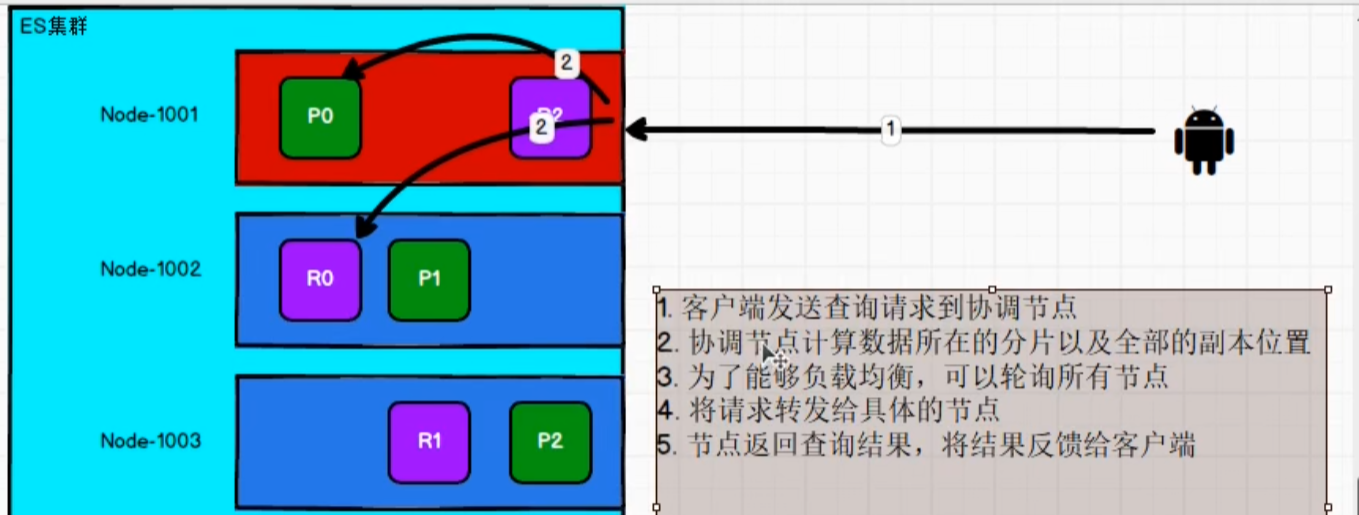 ES集群
2
Node-1001
P0
R2
2
1
Node-1002
R0
P1
1. 客户端发送查询请求到协调节点
2. 协调节点计算数据所在的分片以及全部的副本位置
3. 为了能够负载均衡，可以轮询所有节点
4. 将请求转发给具体的节点
5. 节点返回查询结果，将结果反馈给客户端
Node-1003
R1
P2